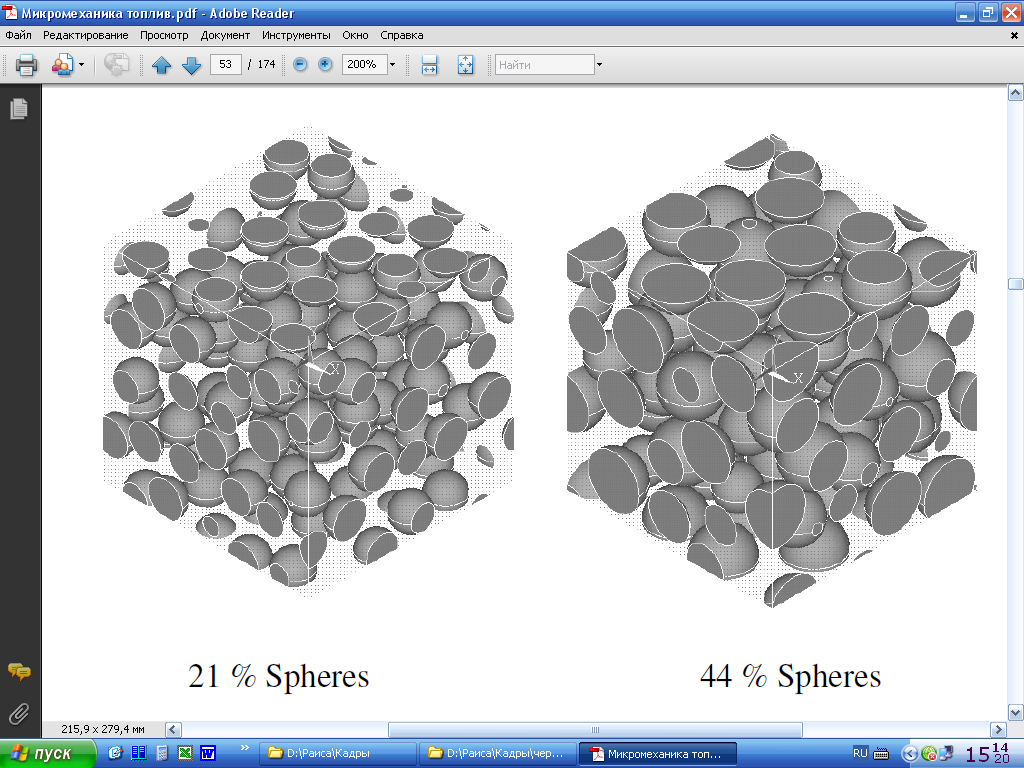 Микромеханика топлив.pdf - Adobe Reader
Файл Редактирование Просмотр Документ Инструменты Окно Справка
53 / 174 200% Найти
X X
21 % Spheres 44 % Spheres
215,9 x 279,4 мм
пуск W » D:\Раиса\Кадры D:\Раиса\Кадры\чер... Микромеханика топ... RU 15 14 20